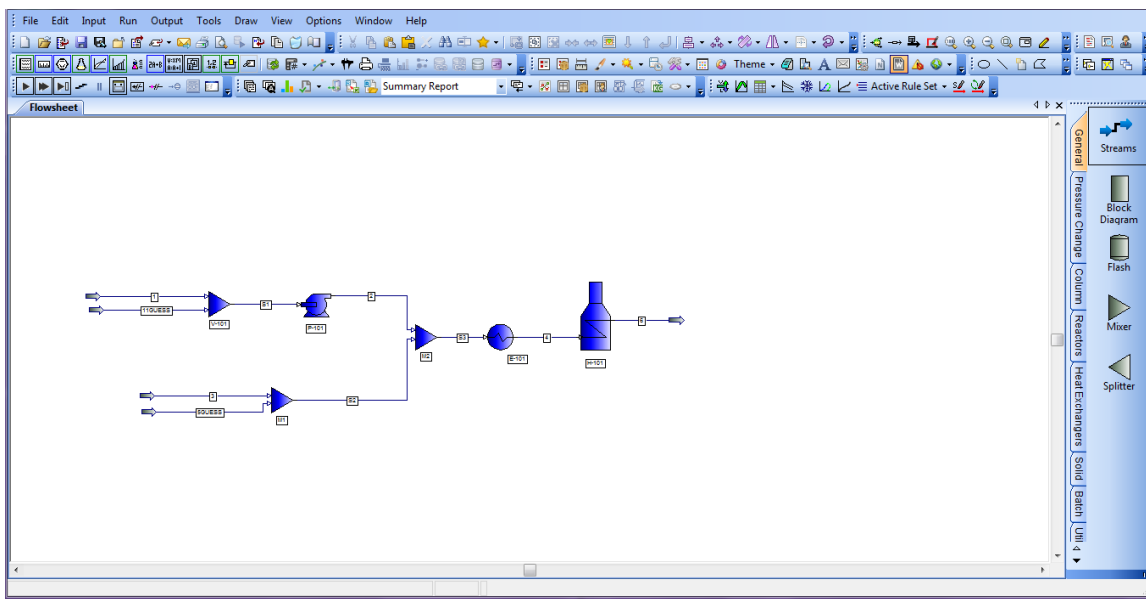 File Edit Input Run Output Tools Draw View Options Window Help
Theme
Summary Report
Active Rule Set
Flowsheet
General
Pressure Change
Column
Reactors
Heat Exchangers
Solid
Batch
Util
Streams
Block
Diagram
Flash
Mixer
Splitter
1
11GUESS
V-101
S1
P-101
2
M2
S3
E-101
4
H-101
3
M1
S2